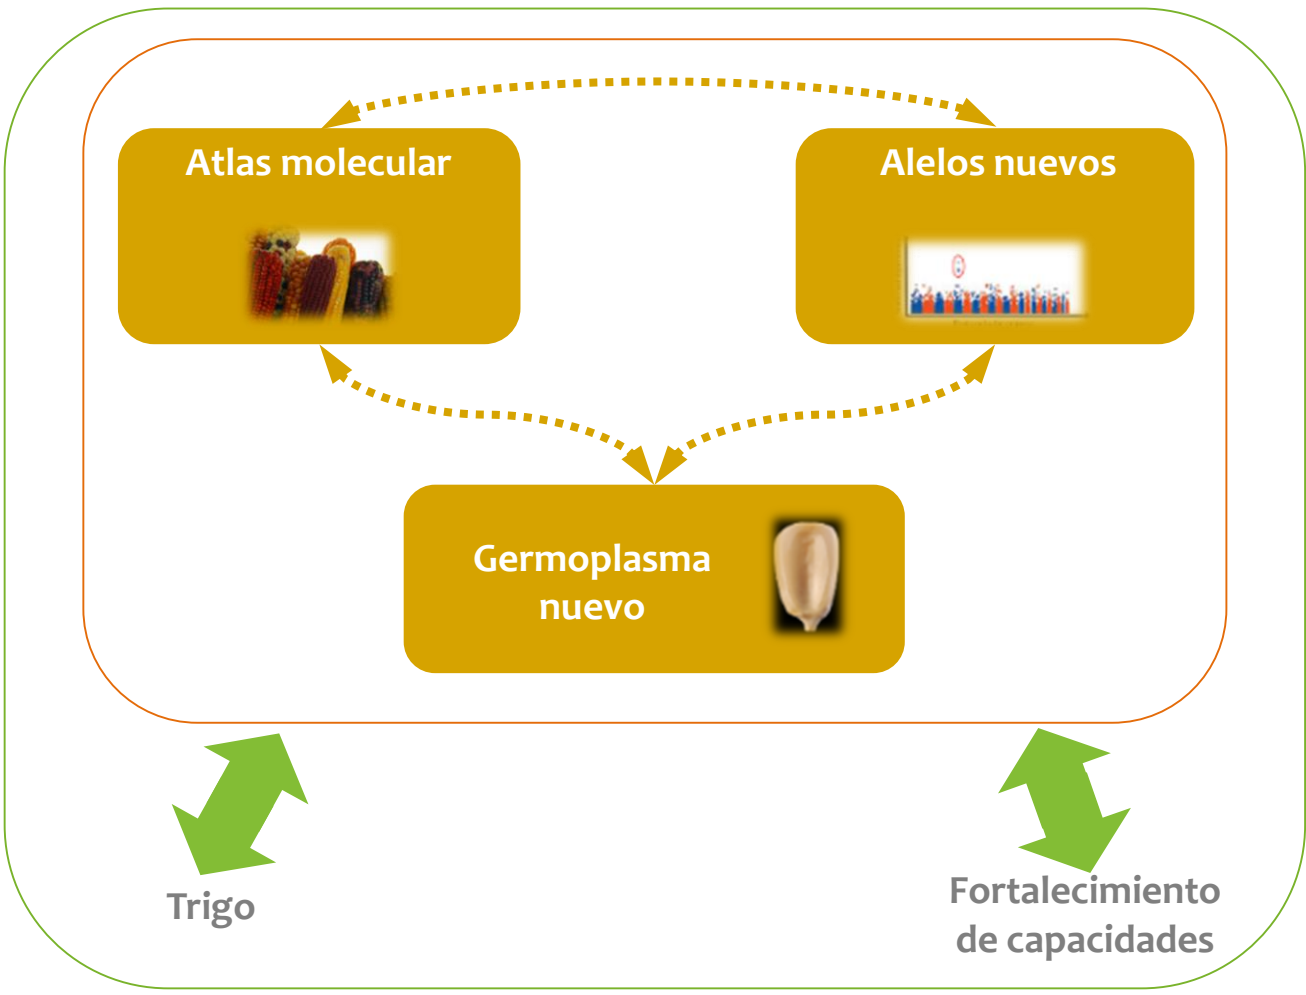 Atlas molecular
Alelos nuevos
Germoplasma
nuevo
Trigo
Fortalecimiento
de capacidades